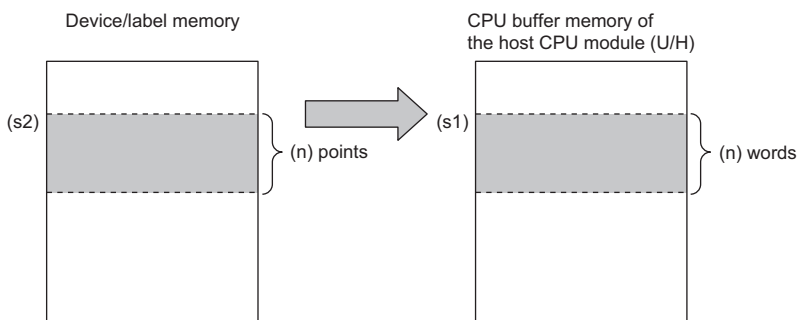 Device/label memory
CPU buffer memory of
the host CPU module (U/H)
(s2)
(n) points
(s1)
(n) words